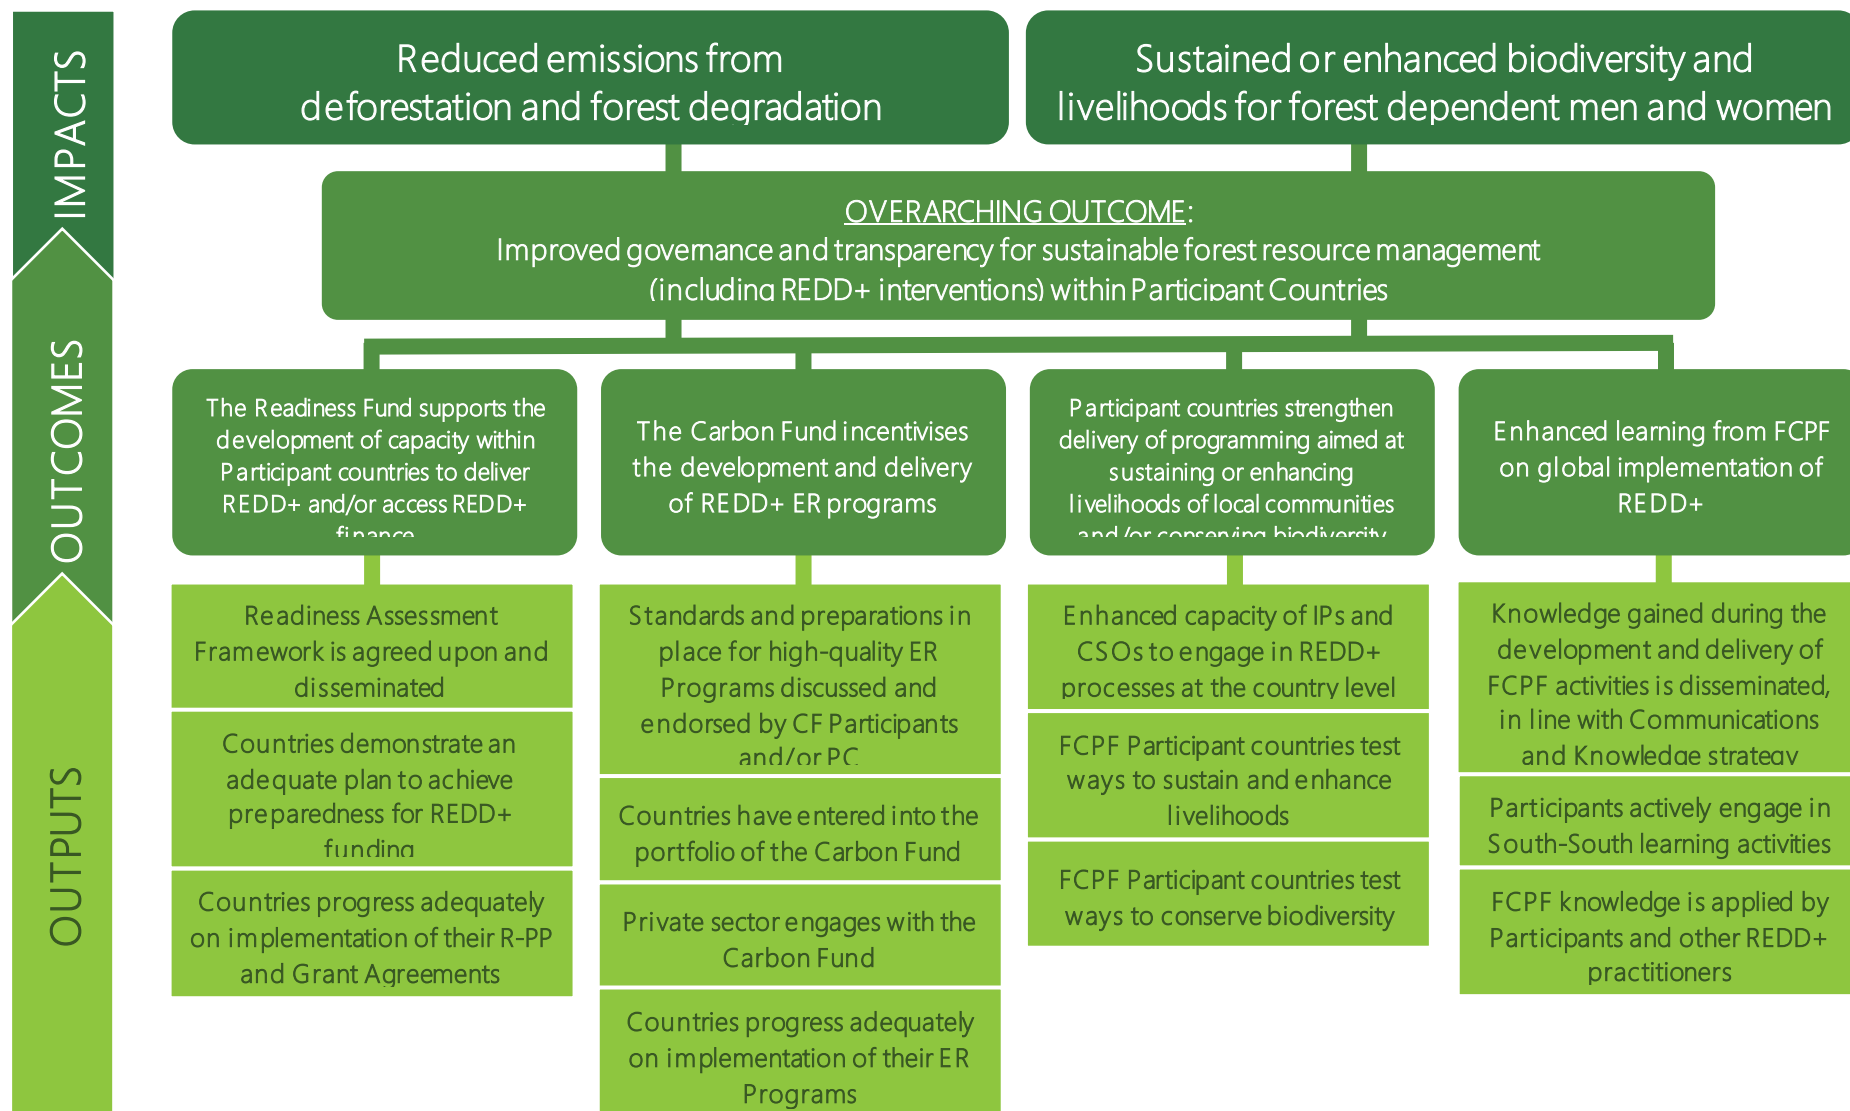 IMPACTS
Reduced emissions from
deforestation and forest degradation
Sustained or enhanced biodiversity and
livelihoods for forest dependent men and women
OVERARCHING OUTCOME:
Improved governance and transparency for sustainable forest resource management
(including REDD+ interventions) within Participant Countries
OUTCOMES
The Readiness Fund supports the
development of capacity within
Participant countries to deliver
REDD+ and/or access REDD+
finance
The Carbon Fund incentivises
the development and delivery
of REDD+ ER programs
Participant countries strengthen
delivery of programming aimed at
sustaining or enhancing
livelihoods of local communities
and/or conserving biodiversity
Enhanced learning from FCPF
on global implementation of
REDD+
OUTPUTS
Readiness Assessment
Framework is agreed upon and
disseminated
Countries demonstrate an
adequate plan to achieve
preparedness for REDD+
funding
Countries progress adequately
on implementation of their R-PP
and Grant Agreements
Standards and preparations in
place for high-quality ER
Programs discussed and
endorsed by CF Participants
and/or PC
Countries have entered into the
portfolio of the Carbon Fund
Private sector engages with the
Carbon Fund
Countries progress adequately
on implementation of their ER
Programs
Enhanced capacity of IPs and
CSOs to engage in REDD+
processes at the country level
FCPF Participant countries test
ways to sustain and enhance
livelihoods
FCPF Participant countries test
ways to conserve biodiversity
Knowledge gained during the
development and delivery of
FCPF activities is disseminated,
in line with Communications
and Knowledge strategy
Participants actively engage in
South-South learning activities
FCPF knowledge is applied by
Participants and other REDD+
practitioners